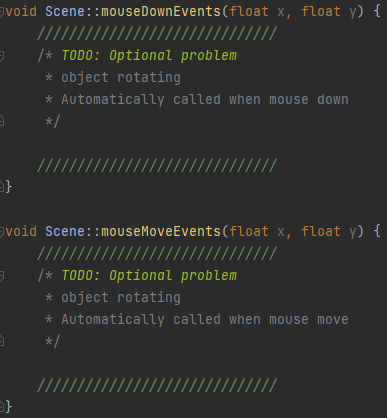 void Scene::mouseDownEvents(float x, float y) {
//////////////////////////////
/* TODO: Optional problem
* object rotating
* Automatically called when mouse down
*/
//////////////////////////////
}
void Scene::mouseMoveEvents(float x, float y) {
//////////////////////////////
/* TODO: Optional problem
* object rotating
* Automatically called when mouse move
*/
//////////////////////////////
}